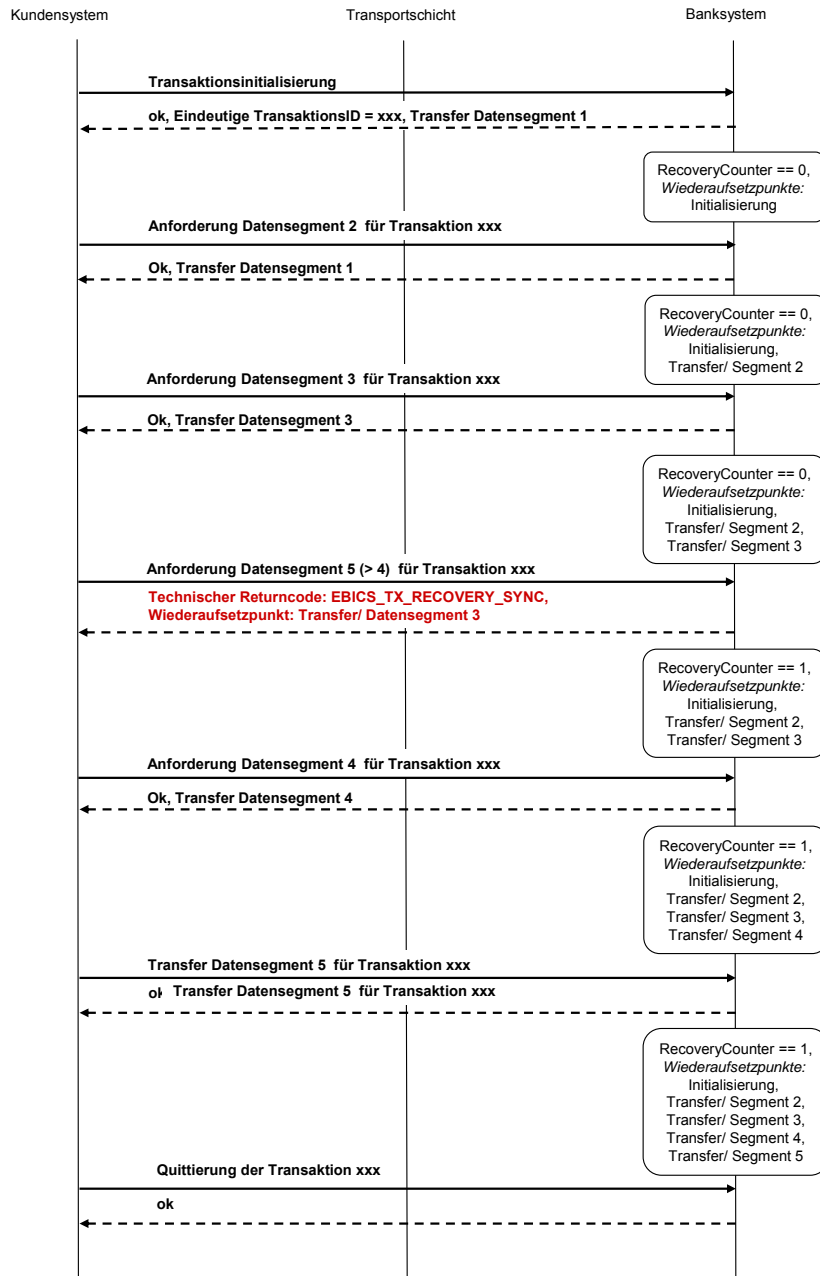 Kundensystem
Transportschicht
Banksystem
Transaktionsinitialisierung
ok, Eindeutige TransaktionsID = xxx, Transfer Datensegment 1
RecoveryCounter == 0,
Wiederaufsetzpunkte:
Initialisierung
Anforderung Datensegment 2 für Transaktion xxx
Ok, Transfer Datensegment 1
RecoveryCounter == 0,
Wiederaufsetzpunkte:
Initialisierung,
Transfer/ Segment 2
Anforderung Datensegment 3 für Transaktion xxx
Ok, Transfer Datensegment 3
RecoveryCounter == 0,
Wiederaufsetzpunkte:
Initialisierung,
Transfer/ Segment 2,
Transfer/ Segment 3
Anforderung Datensegment 5 (> 4) für Transaktion xxx
Technischer Returncode: EBICS_TX_RECOVERY_SYNC,
Wiederaufsetzpunkt: Transfer/ Datensegment 3
RecoveryCounter == 1,
Wiederaufsetzpunkte:
Initialisierung,
Transfer/ Segment 2,
Transfer/ Segment 3
Anforderung Datensegment 4 für Transaktion xxx
Ok, Transfer Datensegment 4
RecoveryCounter == 1,
Wiederaufsetzpunkte:
Initialisierung,
Transfer/ Segment 2,
Transfer/ Segment 3,
Transfer/ Segment 4
Transfer Datensegment 5 für Transaktion xxx
ok Transfer Datensegment 5 für Transaktion xxx
RecoveryCounter == 1,
Wiederaufsetzpunkte:
Initialisierung,
Transfer/ Segment 2,
Transfer/ Segment 3,
Transfer/ Segment 4,
Transfer/ Segment 5
Quittierung der Transaktion xxx
ok